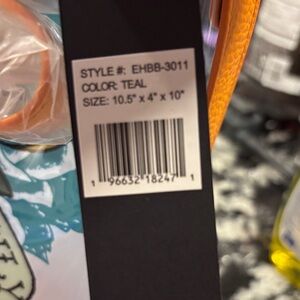 STYLE #: EHBB-3011
COLOR: TEAL
SIZE: 10.5" x 4" x 10"
1 96632 18247 1